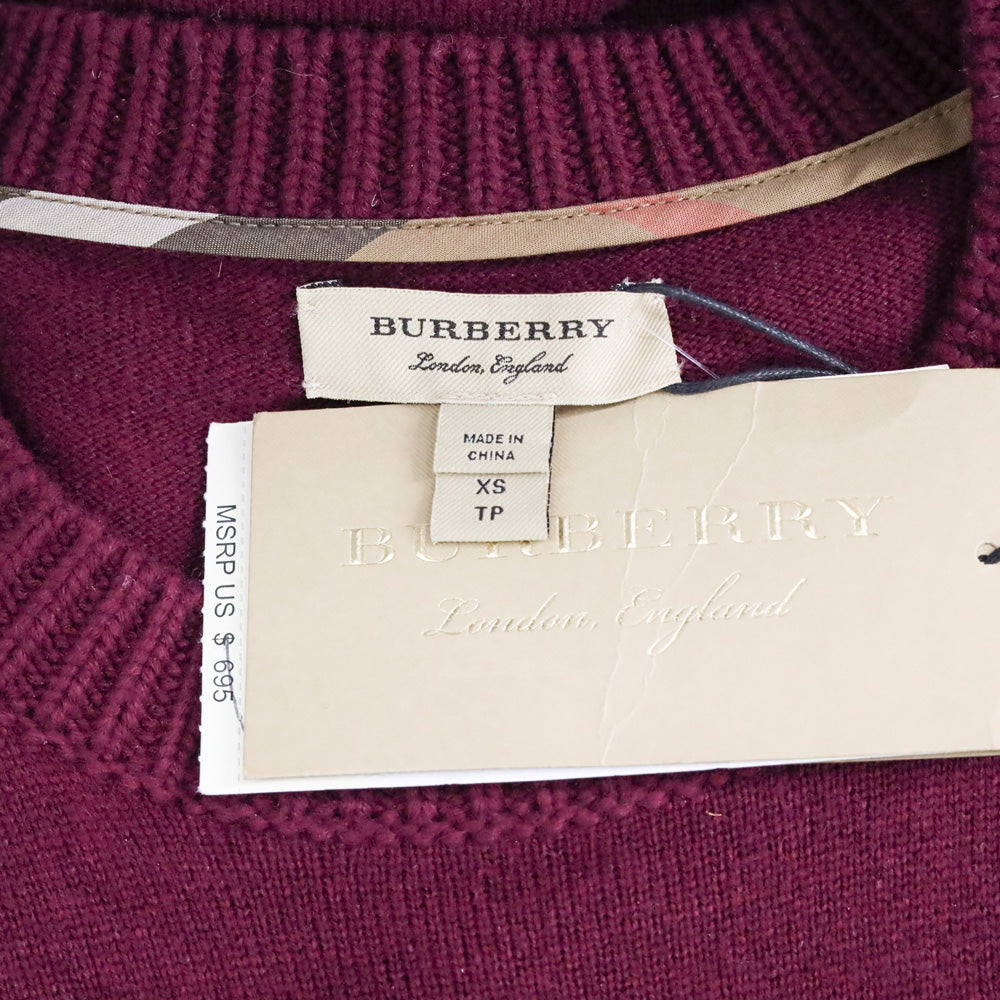 BURBERRY
London, England
MADE IN
CHINA
XS
TP
BURBERRY
London, England
MSRP US $ 695